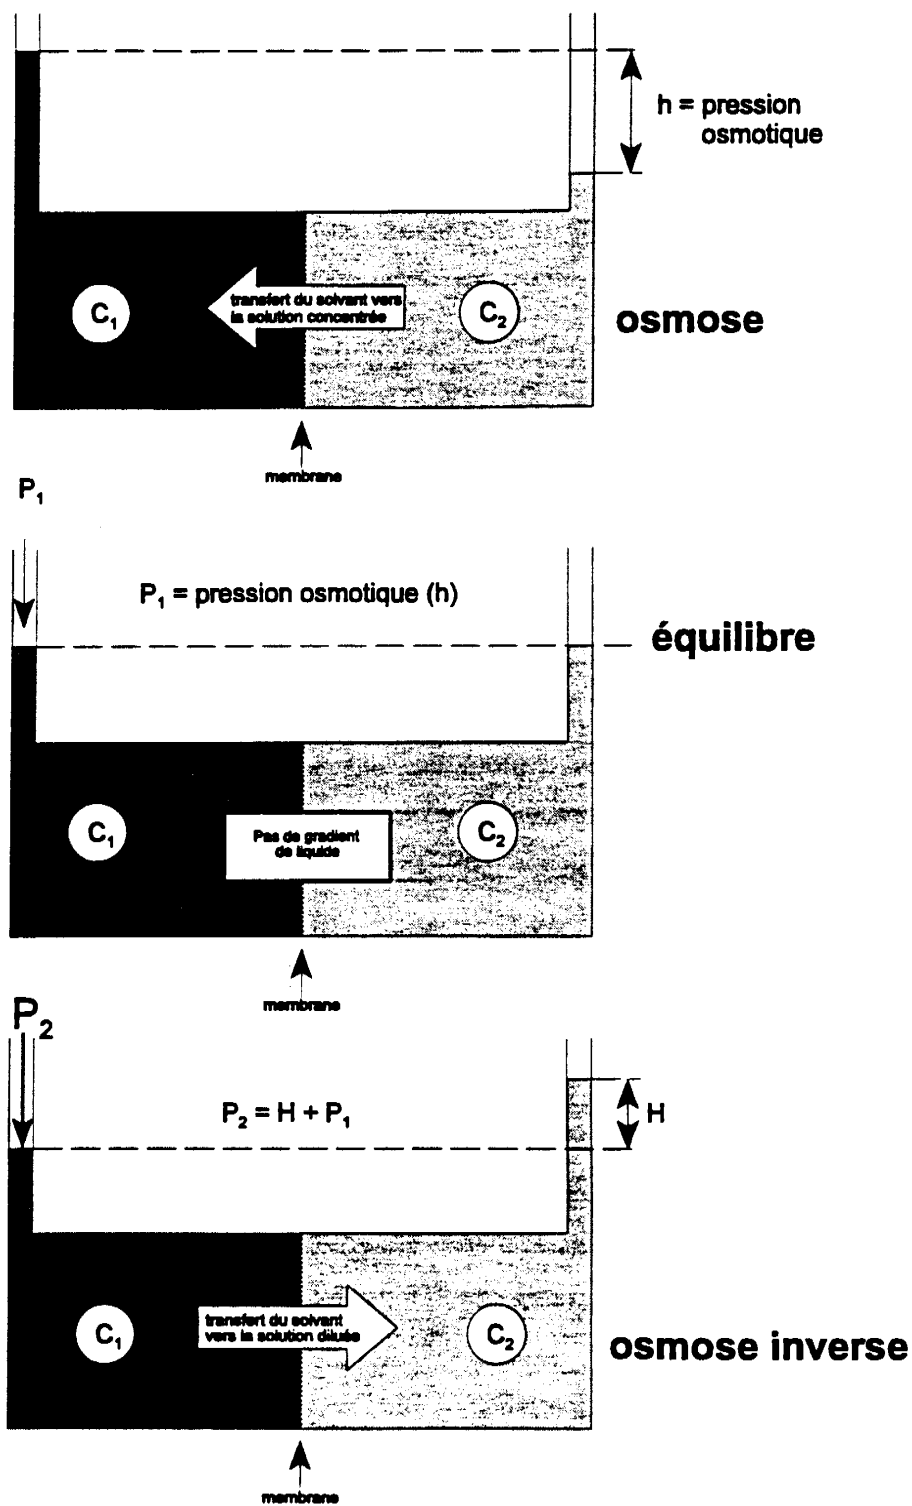 h = pression
osmotique
C₁
transfert du solvant vers
la solution concentrée
C₂
osmose
membrane
P₁
P₁ = pression osmotique (h)
équilibre
C₁
Pas de gradient
de liquide
C₂
membrane
P₂
P₂ = H + P₁
H
C₁
transfert du solvant
vers la solution diluée
C₂
osmose inverse
membrane